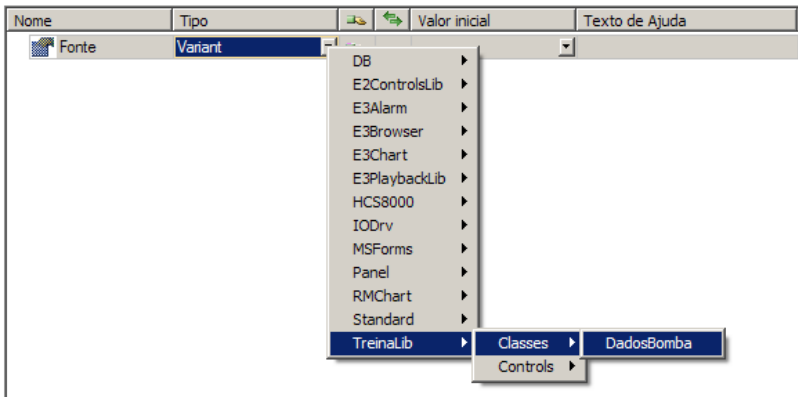 Nome Tipo Valor inicial Texto de Ajuda
Fonte Variant
DB
E2ControlsLib
E3Alarm
E3Browser
E3Chart
E3PlaybackLib
HCS8000
IODrv
MSForms
Panel
RMChart
Standard
TreinaLib Classes DadosBomba
Controls